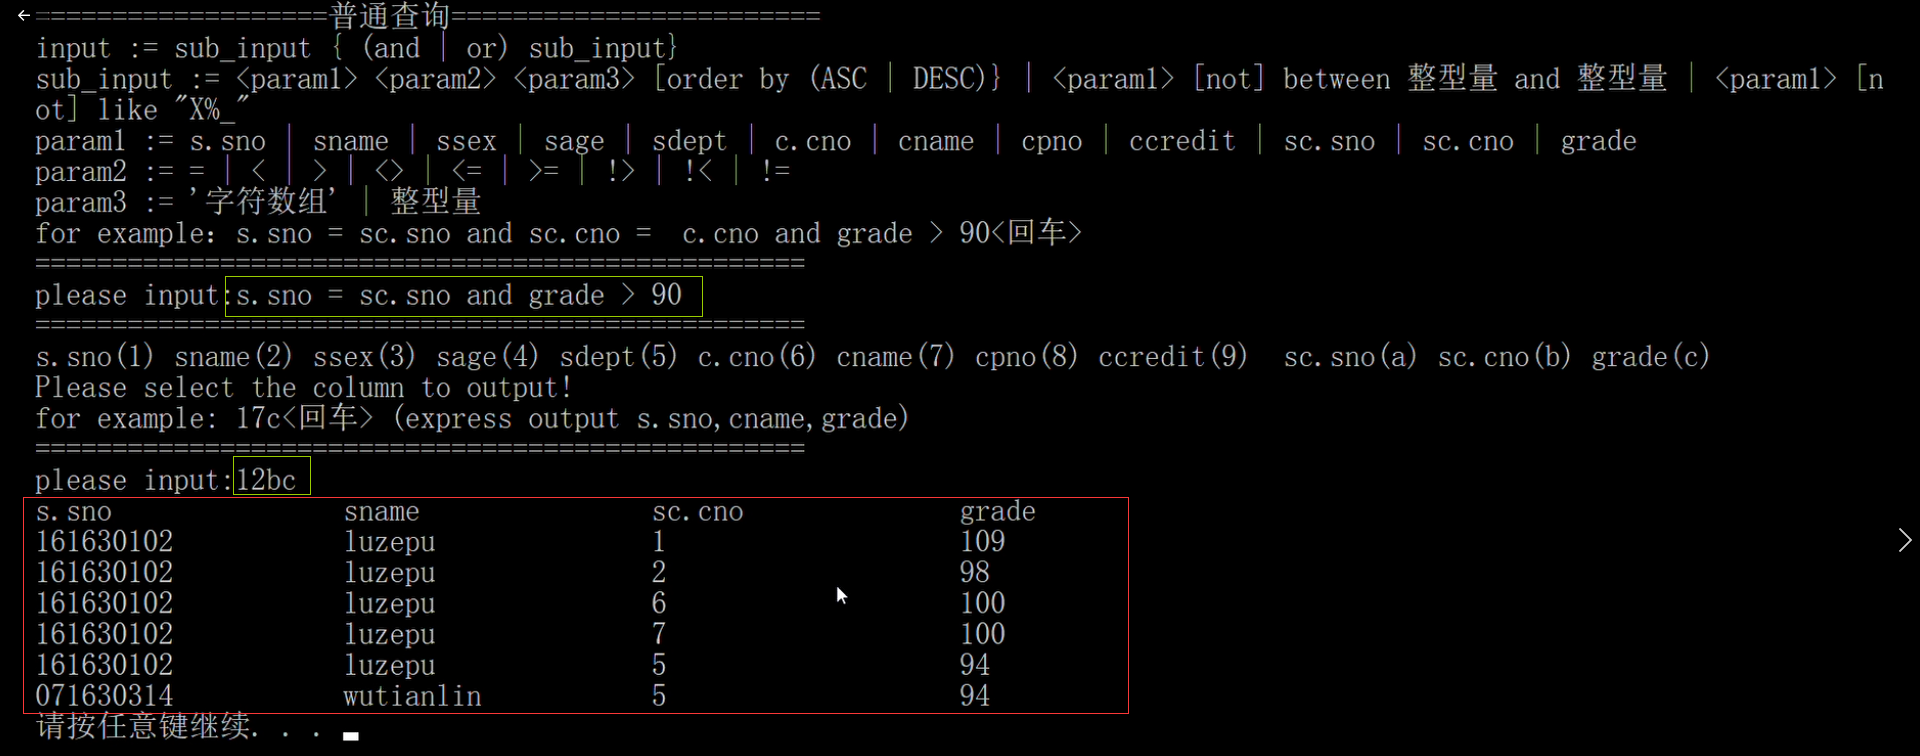 ==================普通查询========================
input := sub_input { (and | or) sub_input}
sub_input := <param1> <param2> <param3> [order by (ASC | DESC)} | <param1> [not] between 整型量 and 整型量 | <param1> [n
ot] like "X%_"
param1 := s.sno | sname | ssex | sage | sdept | c.cno | cname | cpno | ccredit | sc.sno | sc.cno | grade
param2 := = | < | > | <> | <= | >= | !> | !< | !=
param3 := '字符数组' | 整型量
for example: s.sno = sc.sno and sc.cno =  c.cno and grade > 90<回车>
==================================================
please input:s.sno = sc.sno and grade > 90
==================================================
s.sno(1) sname(2) ssex(3) sage(4) sdept(5) c.cno(6) cname(7) cpno(8) ccredit(9)  sc.sno(a) sc.cno(b) grade(c)
Please select the column to output!
for example: 17c<回车> (express output s.sno,cname,grade)
==================================================
please input:12bc
s.sno sname sc.cno grade
161630102 luzepu 1 109
161630102 luzepu 2 98
161630102 luzepu 6 100
161630102 luzepu 7 100
161630102 luzepu 5 94
071630314 wutianlin 5 94
请按任意键继续. . .